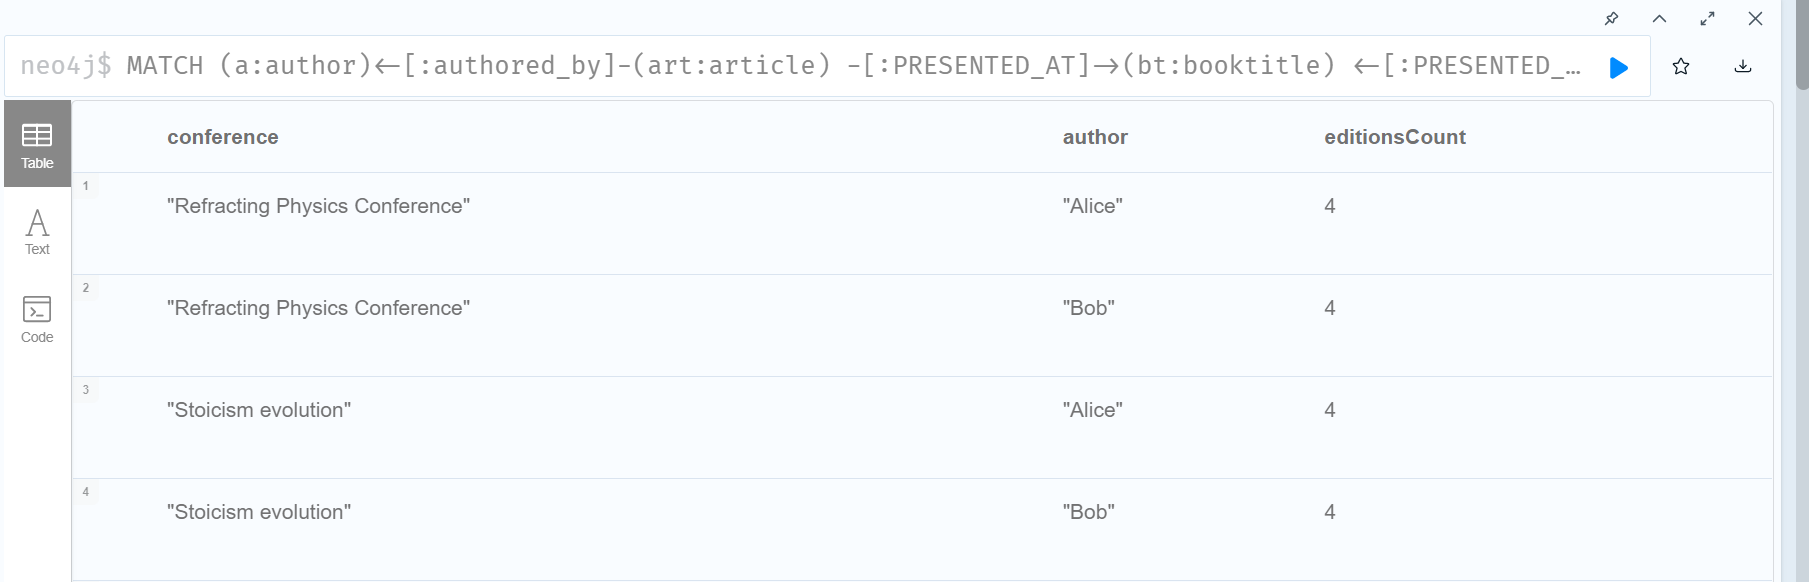 neo4j$ MATCH (a:author)<-[:authored_by]-(art:article) -[:PRESENTED_AT]->(bt:booktitle) <-[:PRESENTED_…
Table
Text
Code
conference author editionsCount
1 "Refracting Physics Conference" "Alice" 4
2 "Refracting Physics Conference" "Bob" 4
3 "Stoicism evolution" "Alice" 4
4 "Stoicism evolution" "Bob" 4